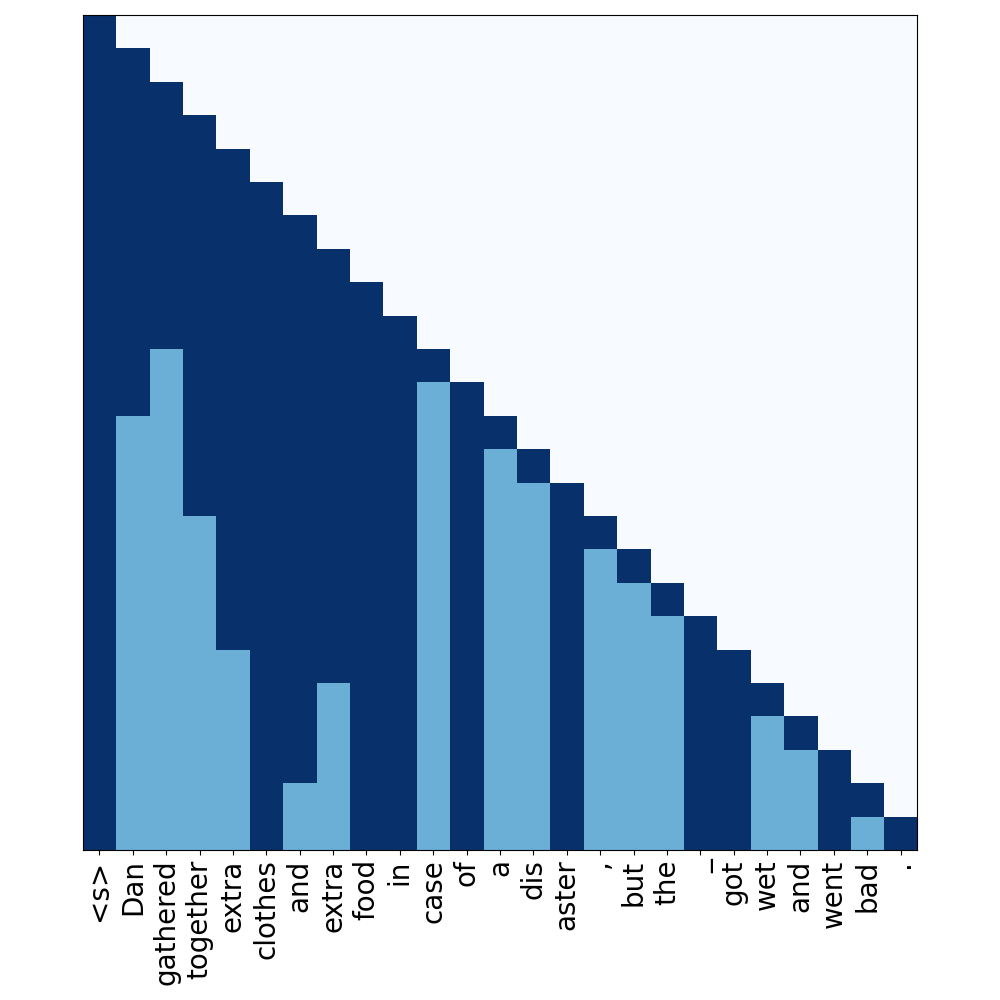 <s> Dan gathered together extra clothes and extra food in case of a dis aster , but the _ got wet and went bad .